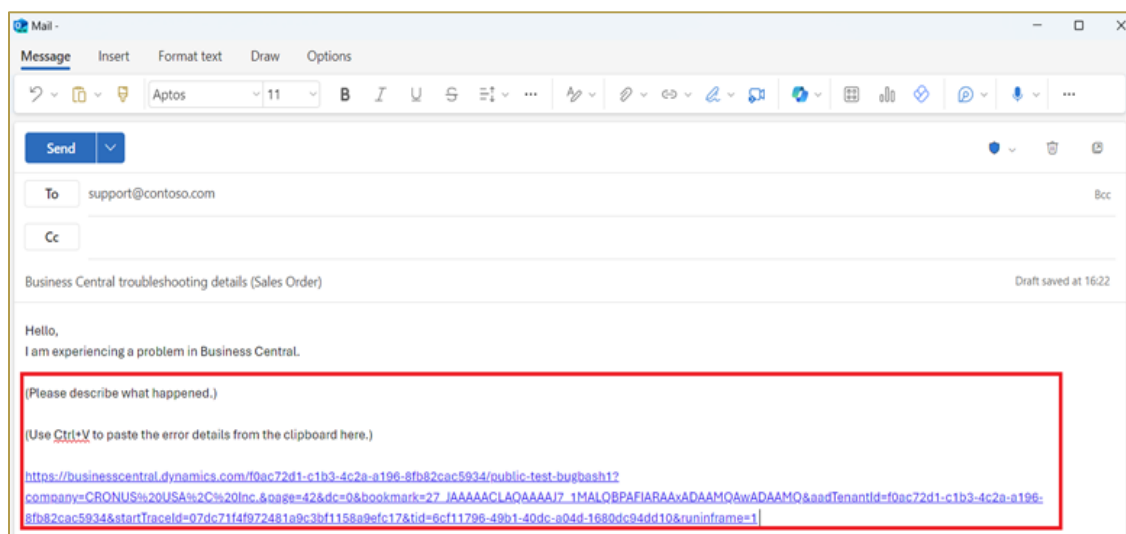 Mail -
Message Insert Format text Draw Options
Aptos 11 B I U S
Send
To support@contoso.com Bcc
Cc
Business Central troubleshooting details (Sales Order) Draft saved at 16:22
Hello,
I am experiencing a problem in Business Central.
(Please describe what happened.)
(Use Ctrl+V to paste the error details from the clipboard here.)
https://businesscentral.dynamics.com/f0ac72d1-c1b3-4c2a-a196-8fb82cac5934/public-test-bugbash1?
company=CRONUS%20USA%2C%20Inc.&page=42&dc=0&bookmark=27_JAAAAACLAQAAAAJ7_1MALQBPAFIARAAxADAAMQAwADAAMQ&aadTenantId=f0ac72d1-c1b3-4c2a-a196-
8fb82cac5934&startTraceId=07dc71f4f972481a9c3bf1158a9efc17&tid=6cf11796-49b1-40dc-a04d-1680dc94dd10&runinframe=1